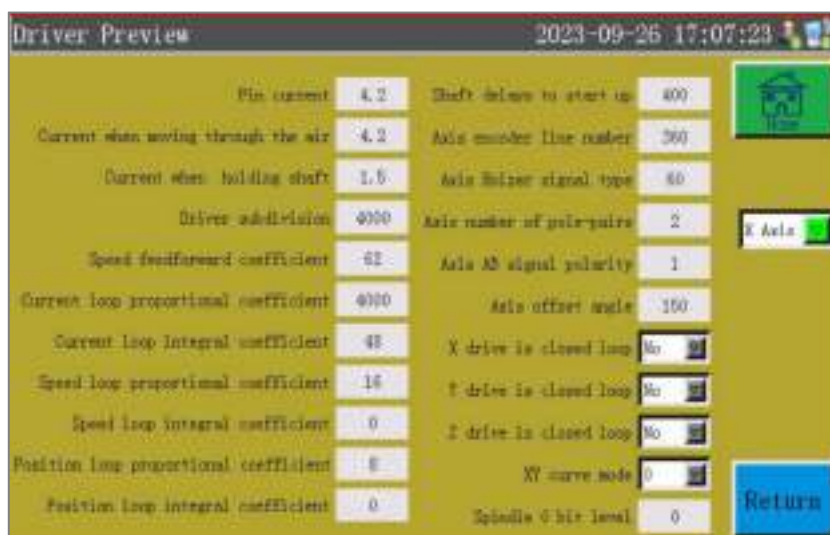 Driver Preview
2023-09-26 17:07:23
Pin current 4.2
Current when moving through the air 4.2
Current when holding shaft 1.5
Driver subdivision 4000
Speed feedforward coefficient 62
Current loop proportional coefficient 4000
Current loop integral coefficient 48
Speed loop proportional coefficient 16
Speed loop integral coefficient 0
Position loop proportional coefficient 8
Position loop integral coefficient 0
Shaft delays to start up 400
Axis encoder line number 360
Axis signal type 60
Axis number of pole-pairs 2
Axis AB signal polarity 1
Axis offset angle 150
X drive is closed loop No
Y drive is closed loop No
Z drive is closed loop No
XY curve mode 0
Spindle 0 bit level 0
Home
X Axis
Return